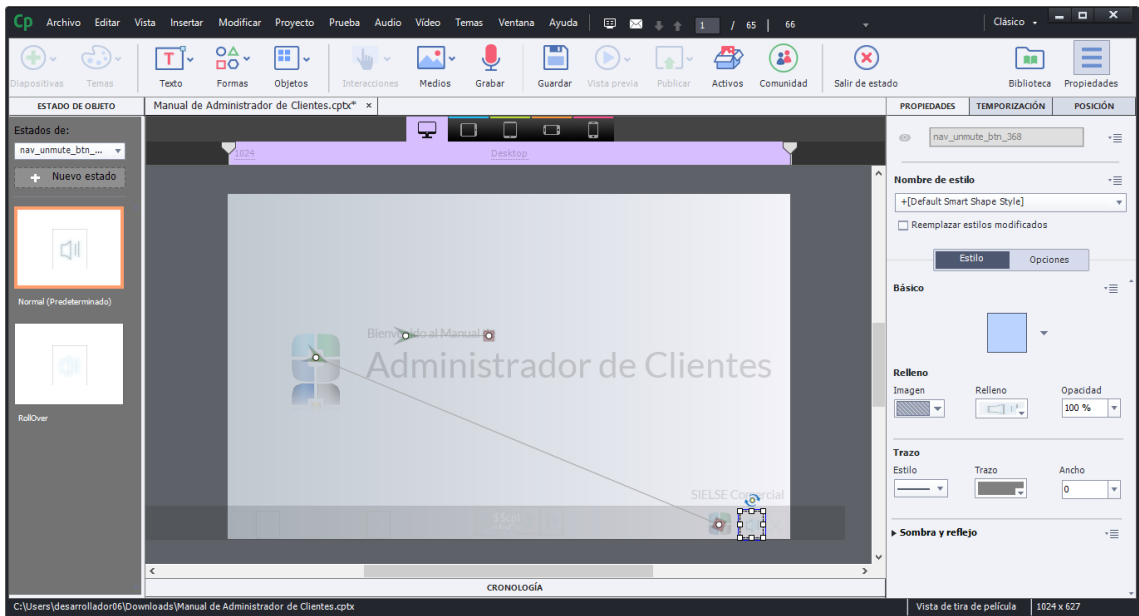 Cp Archivo Editar Vista Insertar Modificar Proyecto Prueba Audio Vídeo Temas Ventana Ayuda 1 / 65 66 Clásico
Diapositivas Temas Texto Formas Objetos Interacciones Medios Grabar Guardar Vista previa Publicar Activos Comunidad Salir de estado Biblioteca Propiedades
ESTADO DE OBJETO
Manual de Administrador de Clientes.cptx* ×
PROPIEDADES TEMPORIZACIÓN POSICIÓN
Estados de:
nav_unmute_btn_...
+ Nuevo estado
Normal (Predeterminado)
RollOver
1024 Desktop
Bienvenido al Manual de
Administrador de Clientes
SIELSE Comercial
CRONOLOGÍA
nav_unmute_btn_368
Nombre de estilo
+[Default Smart Shape Style]
Reemplazar estilos modificados
Estilo Opciones
Básico
Relleno
Imagen Relleno Opacidad
100 %
Trazo
Estilo Trazo Ancho
0
Sombra y reflejo
C:\Users\desarrollador06\Downloads\Manual de Administrador de Clientes.cptx
Vista de tira de película 1024 x 627